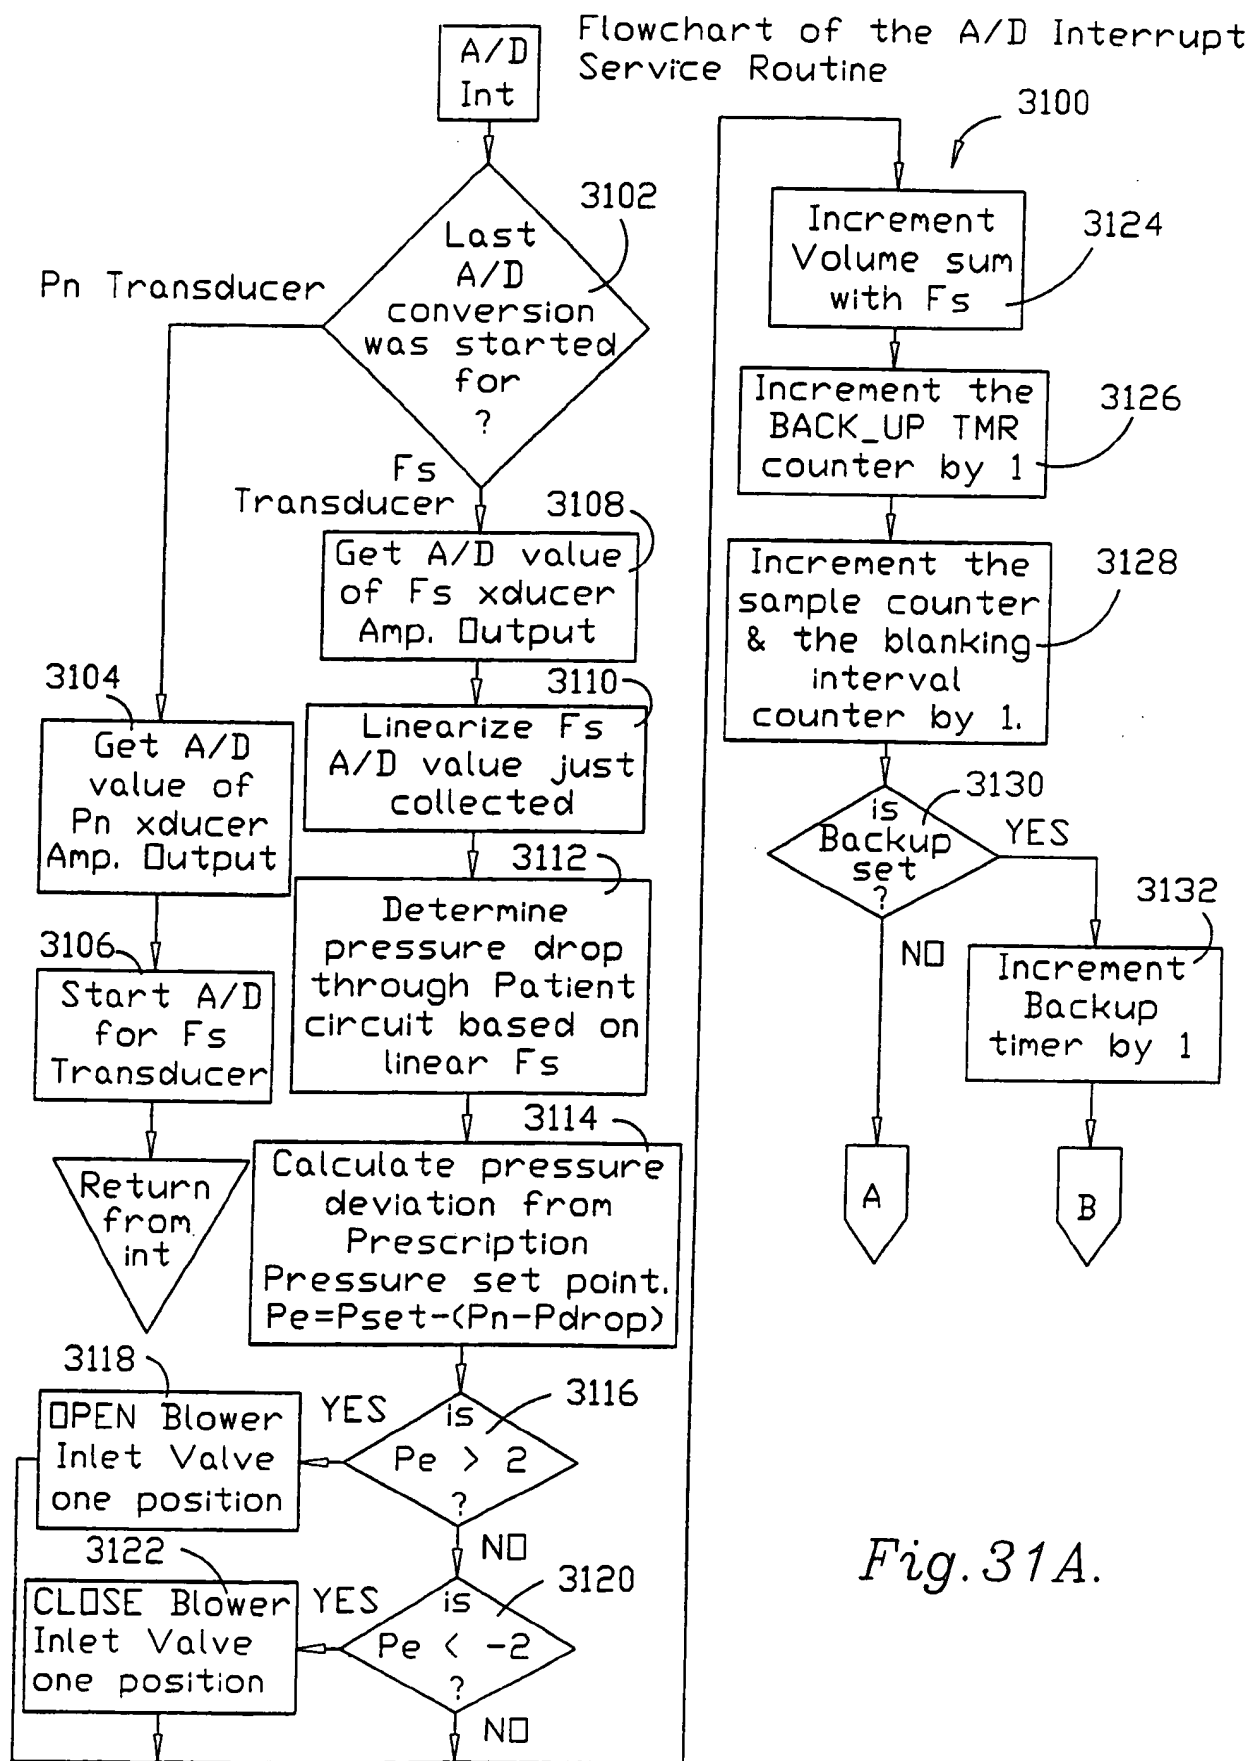 Flowchart of the A/D Interrupt
Service Routine
A/D
Int
3102
Last
A/D
conversion
was started
for
?
Pn Transducer
Fs
Transducer
3104
Get A/D
value of
Pn xducer
Amp. Output
3106
Start A/D
for Fs
Transducer
Return
from
int
3108
Get A/D value
of Fs xducer
Amp. Output
3110
Linearize Fs
A/D value just
collected
3112
Determine
pressure drop
through Patient
circuit based on
linear Fs
3114
Calculate pressure
deviation from
Prescription
Pressure set point.
Pe=Pset-(Pn-Pdrop)
3116
is
Pe > 2
?
YES
NO
3118
OPEN Blower
Inlet Valve
one position
3120
is
Pe < -2
?
YES
NO
3122
CLOSE Blower
Inlet Valve
one position
3100
3124
Increment
Volume sum
with Fs
3126
Increment the
BACK_UP TMR
counter by 1
3128
Increment the
sample counter
& the blanking
interval
counter by 1.
3130
is
Backup
set
?
YES
NO
3132
Increment
Backup
timer by 1
A
B
Fig.31A.